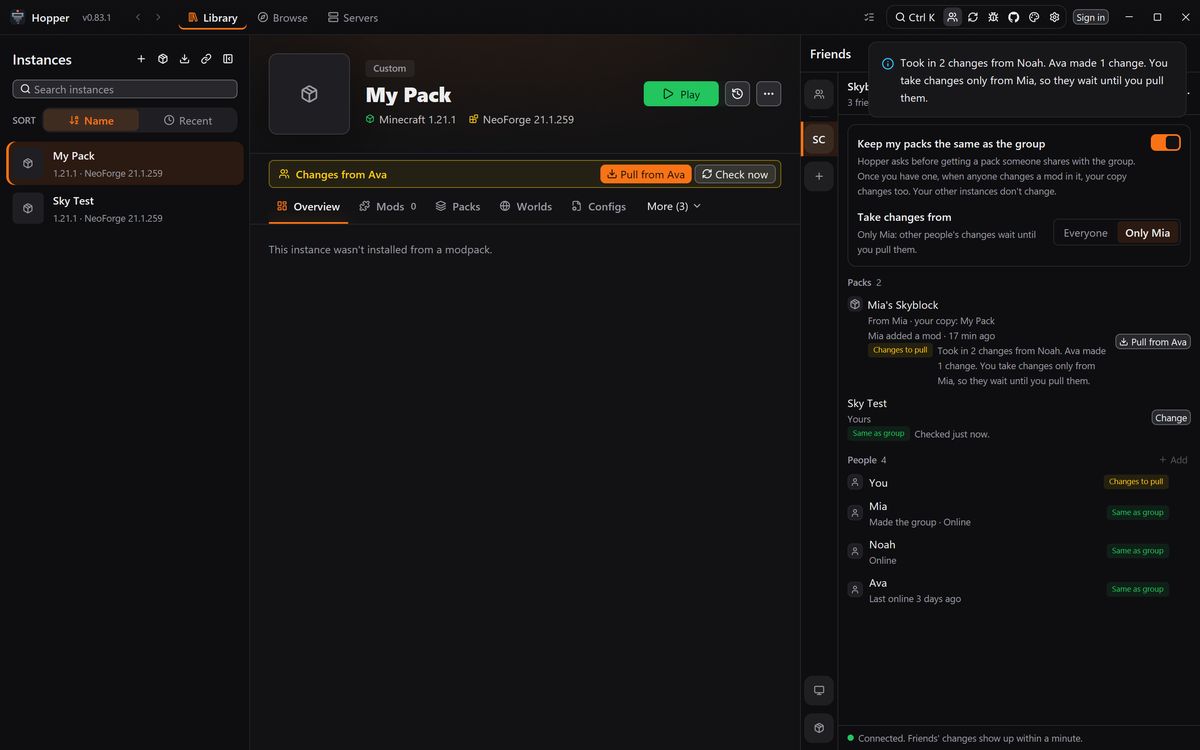 Hopper v0.83.1 Library Browse Servers Ctrl K Sign in
Instances
Search instances
SORT Name Recent
My Pack
1.21.1 · NeoForge 21.1.259
Sky Test
1.21.1 · NeoForge 21.1.259
Custom
My Pack
Minecraft 1.21.1 NeoForge 21.1.259
Play
Changes from Ava Pull from Ava Check now
Overview Mods 0 Packs Worlds Configs More (3)
This instance wasn't installed from a modpack.
Friends
Took in 2 changes from Noah. Ava made 1 change. You
take changes only from Mia, so they wait until you pull
them.
SC
3 frie
Keep my packs the same as the group
Hopper asks before getting a pack someone shares with the group.
Once you have one, when anyone changes a mod in it, your copy
changes too. Your other instances don't change.
Take changes from
Only Mia: other people's changes wait until
you pull them.
Everyone Only Mia
Packs 2
Mia's Skyblock
From Mia · your copy: My Pack
Mia added a mod · 17 min ago
Changes to pull
Took in 2 changes from Noah. Ava made
1 change. You take changes only from
Mia, so they wait until you pull them.
Pull from Ava
Sky Test
Yours
Same as group Checked just now.
Change
People 4 + Add
You Changes to pull
Mia
Made the group · Online
Same as group
Noah
Online
Same as group
Ava
Last online 3 days ago
Same as group
Connected. Friends' changes show up within a minute.